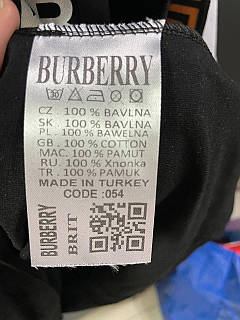 BURBERRY
CZ . 100 % BAVLNA
SK . 100 % BAVLNA
PL . 100 % BAWELNA
GB . 100 % COTTON
MAC. 100 % PAMUT
RU. 100 % Xnonka
TR . 100 % PAMUK
MADE IN TURKEY
CODE :054
BURBERRY
BRIT